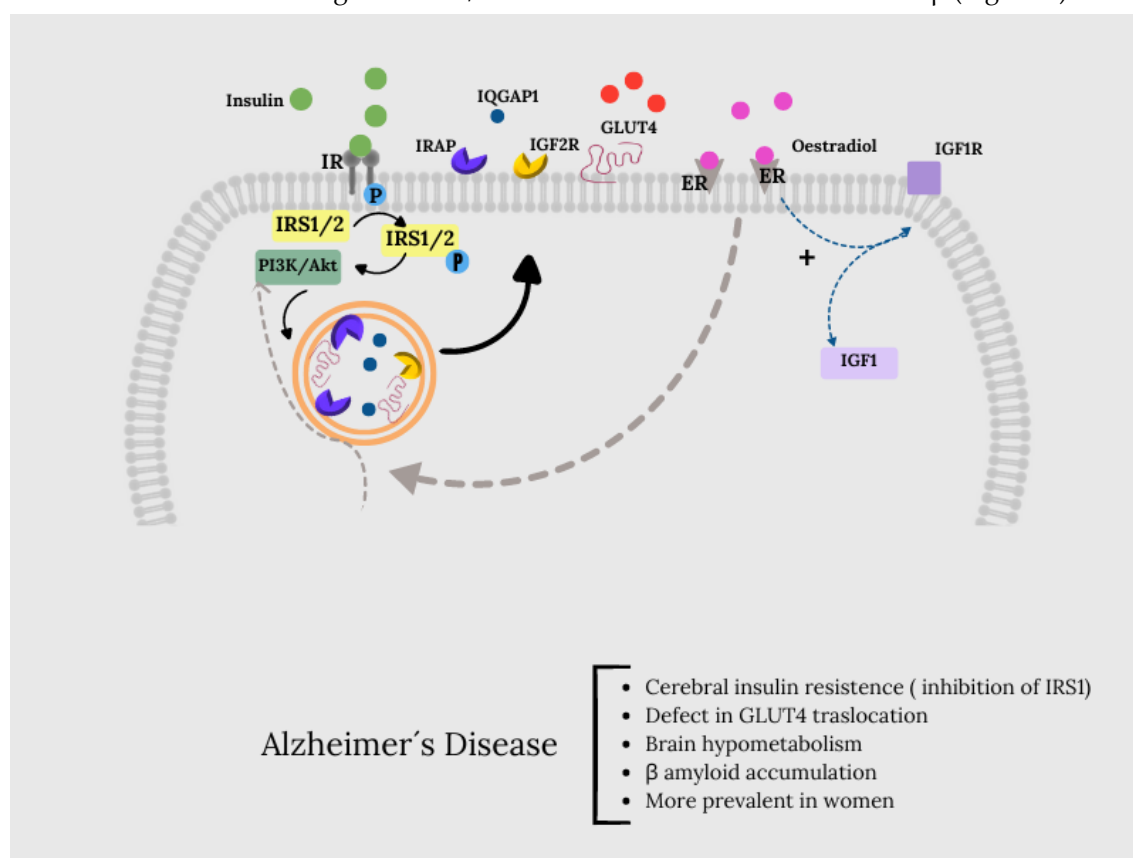 Insulin
IQGAP1
GLUT4
IRAP
IGF2R
Oestradiol
IGF1R
IR
ER
ER
P
IRS1/2
IRS1/2
P
PI3K/Akt
+
IGF1
Alzheimer´s Disease
• Cerebral insulin resistence ( inhibition of IRS1)
• Defect in GLUT4 traslocation
• Brain hypometabolism
• β amyloid accumulation
• More prevalent in women